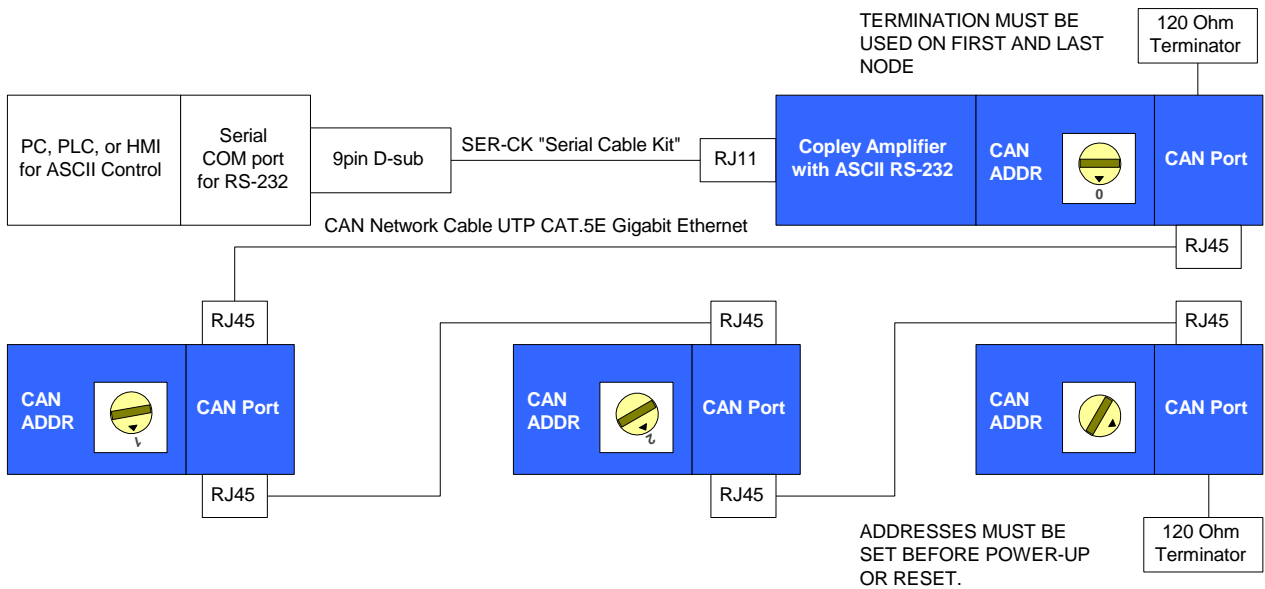 TERMINATION MUST BE
USED ON FIRST AND LAST
NODE
120 Ohm
Terminator
PC, PLC, or HMI
for ASCII Control
Serial
COM port
for RS-232
9pin D-sub
SER-CK "Serial Cable Kit"
RJ11
Copley Amplifier
with ASCII RS-232
CAN
ADDR
0
CAN Port
CAN Network Cable UTP CAT.5E Gigabit Ethernet
RJ45
RJ45
RJ45
RJ45
CAN
ADDR
1
CAN Port
CAN
ADDR
2
CAN Port
CAN
ADDR
CAN Port
RJ45
RJ45
ADDRESSES MUST BE
SET BEFORE POWER-UP
OR RESET.
120 Ohm
Terminator